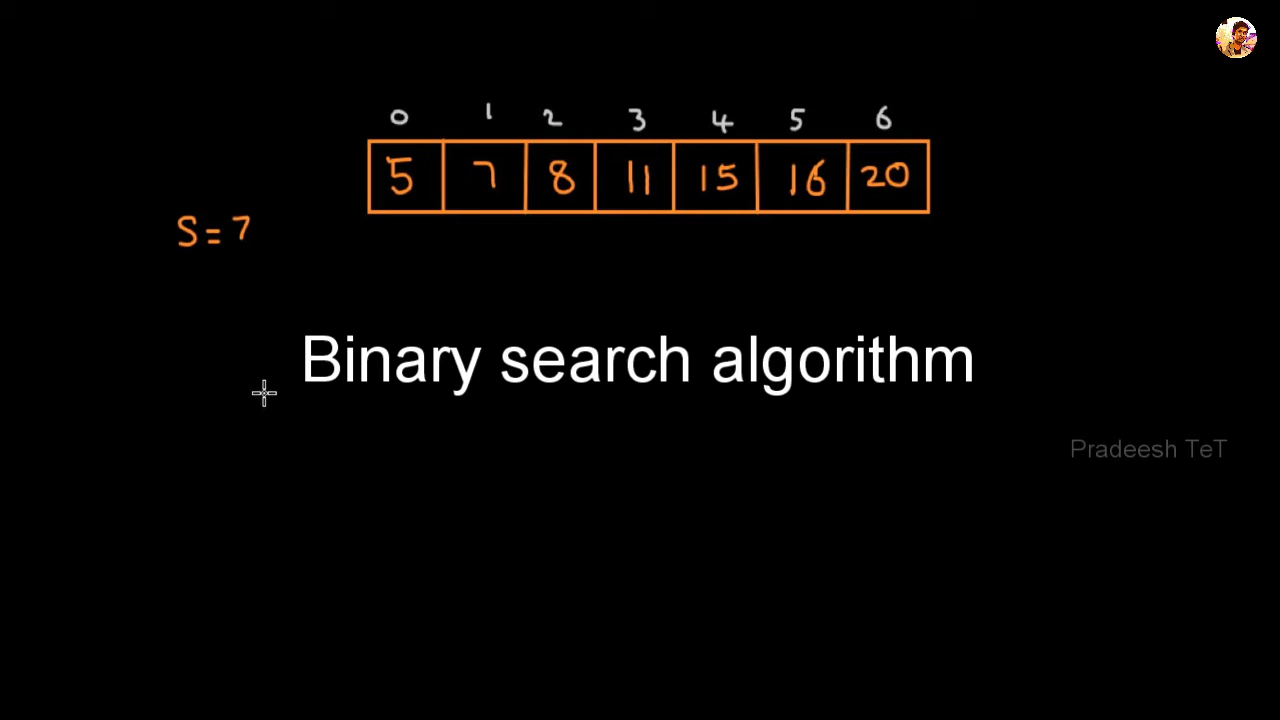 0 1 2 3 4 5 6
5 7 8 11 15 16 20
S = 7
Binary search algorithm
Pradeesh TeT